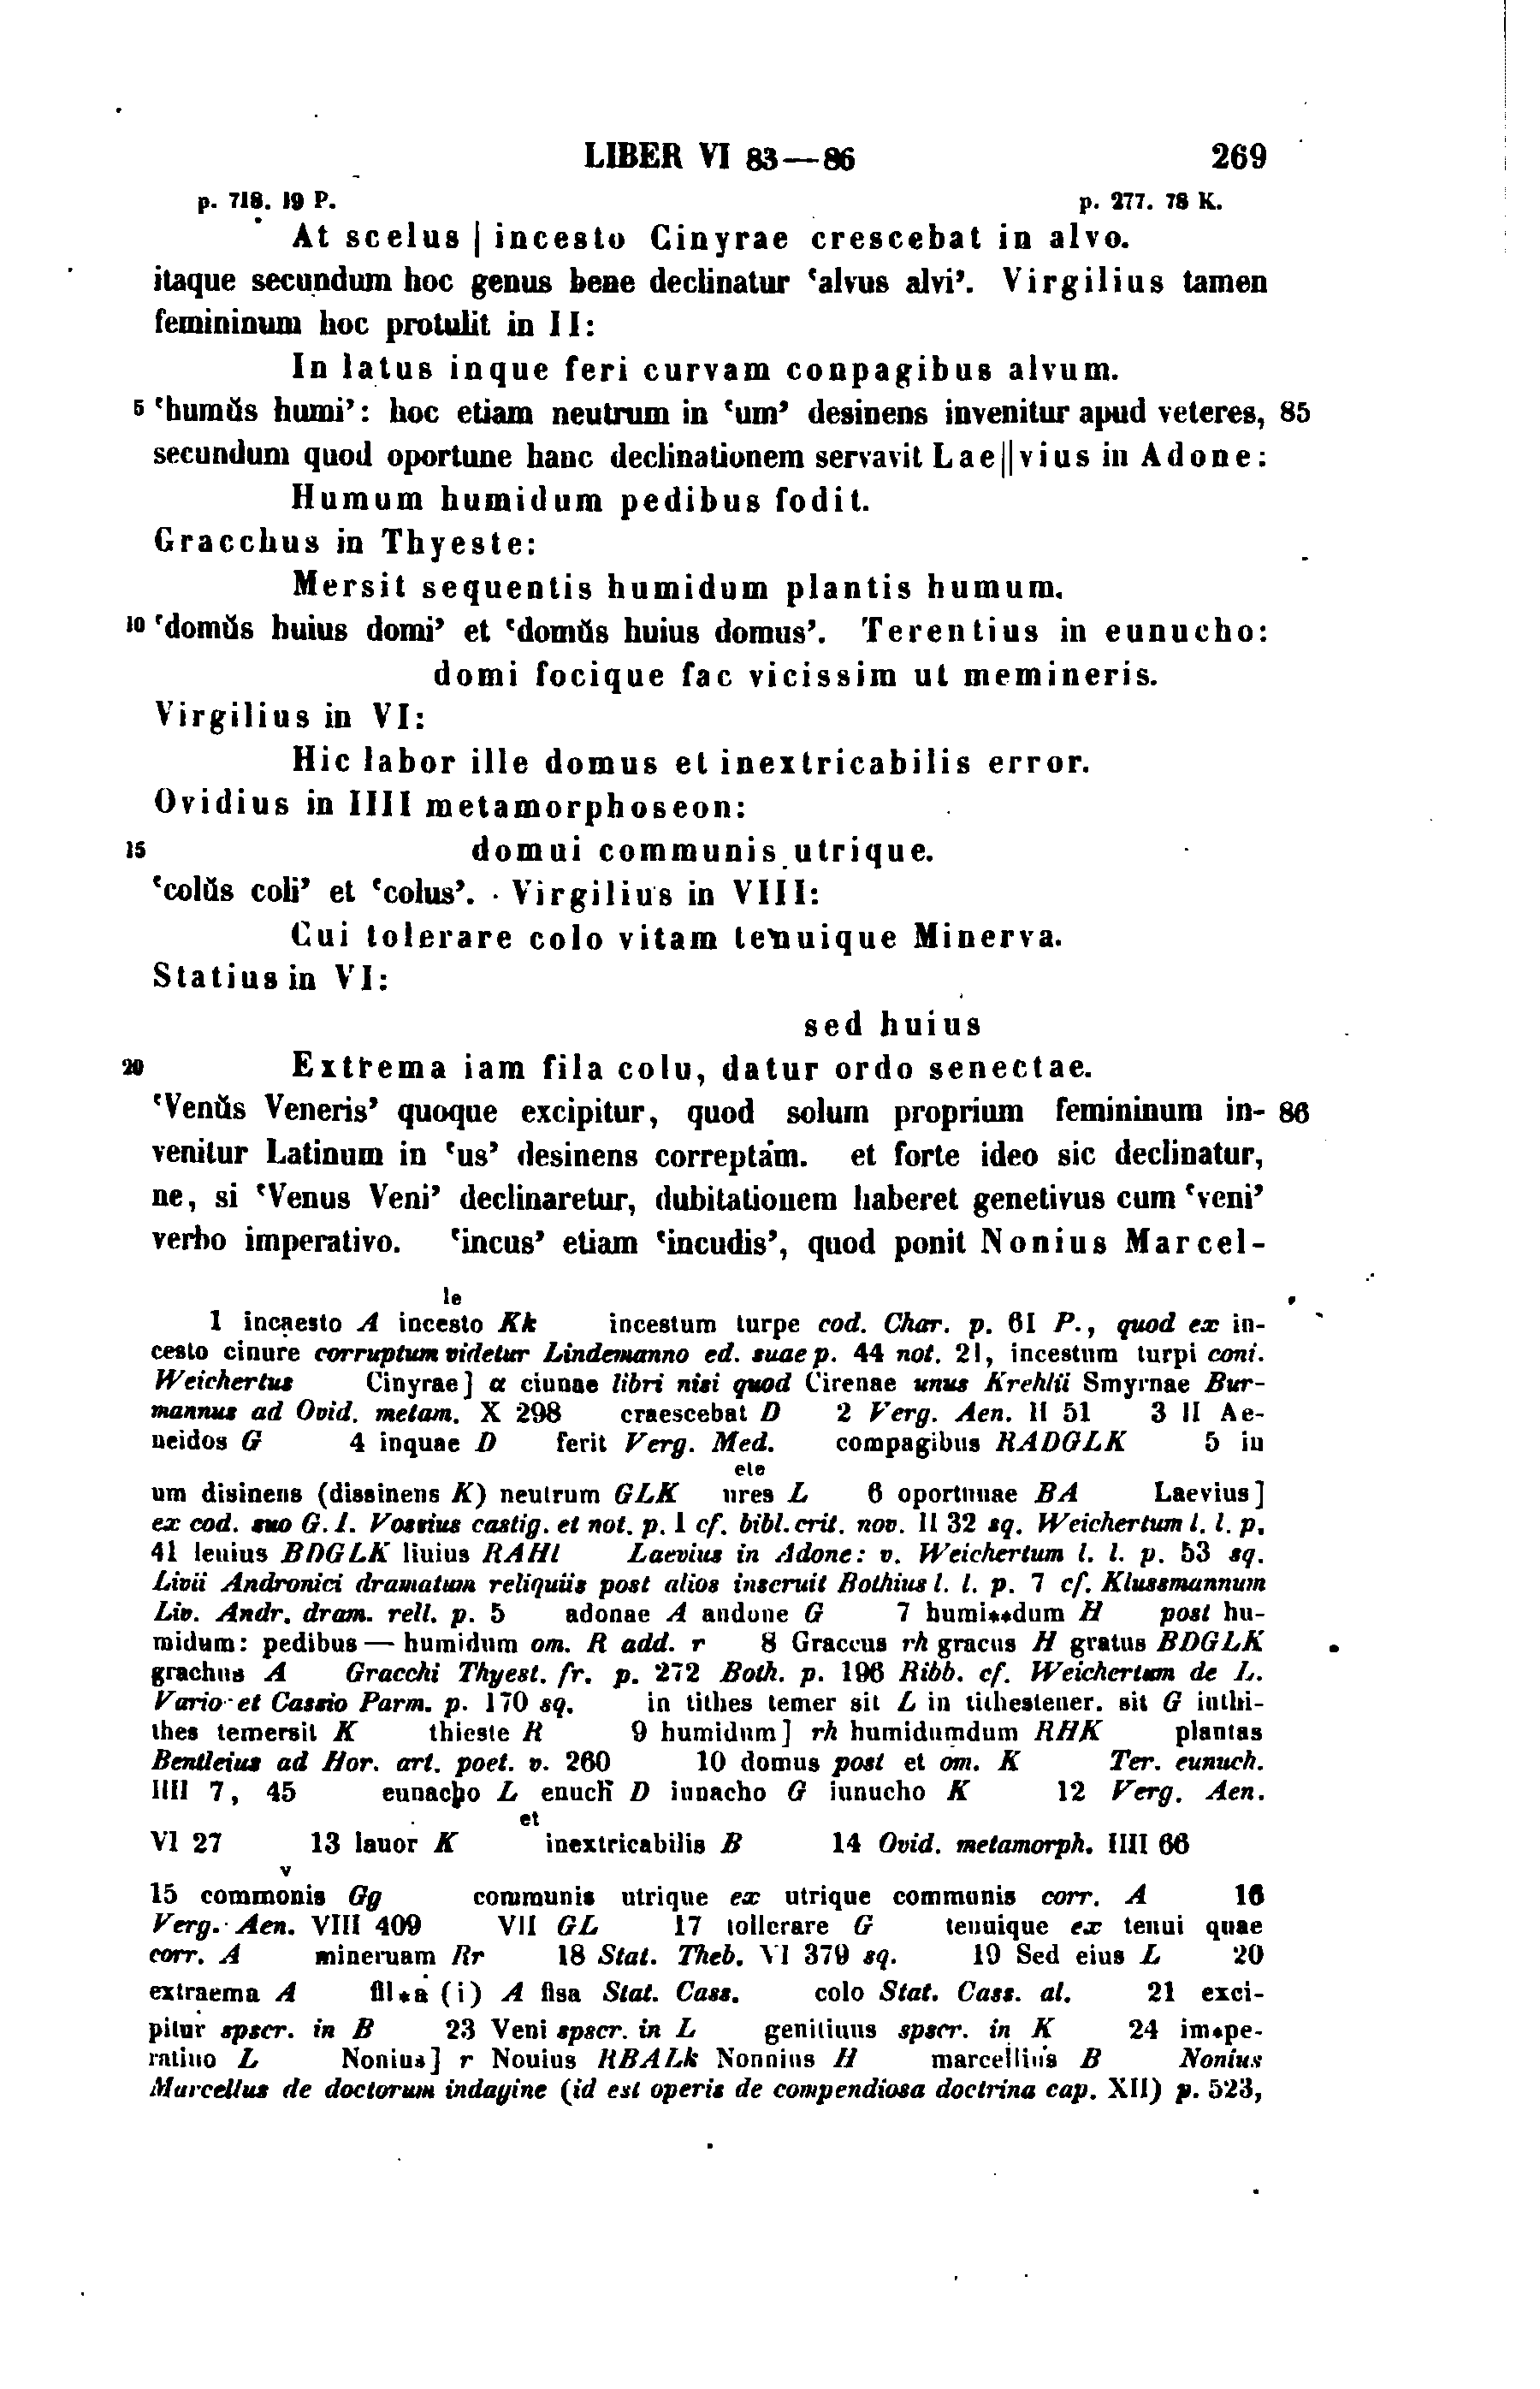 LIBER VI 83—86 269
p. 718. 19 P. p. 277. 78 K.
At scelus | incesto Cinyrae crescebat in alvo.
itaque secundum hoc genus bene declinatur ‘alvus alvi’. Virgilius tamen
femininum hoc protulit in II:
In latus inque feri curvam conpagibus alvum.
5 ‘humŭs humi’: hoc etiam neutrum in ‘um’ desinens invenitur apud veteres, 85
secundum quod oportune hanc declinationem servavit Lae||vius in Adone:
Humum humidum pedibus fodit.
Gracchus in Thyeste:
Mersit sequentis humidum plantis humum.
10 ‘domŭs huius domi’ et ‘domŭs huius domus’. Terentius in eunucho:
domi focique fac vicissim ut memineris.
Virgilius in VI:
Hic labor ille domus et inextricabilis error.
Ovidius in IIII metamorphoseon:
15 domui communis utrique.
‘colŭs coli’ et ‘colus’. Virgilius in VIII:
Cui tolerare colo vitam tenuique Minerva.
Statius in VI:
sed huius
20 Extrema iam fila colu, datur ordo senectae.
‘Venŭs Veneris’ quoque excipitur, quod solum proprium femininum in- 86
venitur Latinum in ‘us’ desinens correptam. et forte ideo sic declinatur,
ne, si ‘Venus Veni’ declinaretur, dubitationem haberet genetivus cum ‘veni’
verbo imperativo. ‘incus’ etiam ‘incudis’, quod ponit Nonius Marcel-
le
1 incaesto A incesto Kk incestum turpe cod. Char. p. 61 P., quod ex in-
cesto cinure corruptum videtur Lindemanno ed. suae p. 44 not. 21, incestum turpi coni.
Weichertus Cinyrae] α ciunae libri nisi quod Cirenae unus Krehlii Smyrnae Bur-
mannus ad Ovid. metam. X 298 craescebat D 2 Verg. Aen. II 51 3 II Ae-
neidos G 4 inquae D ferit Verg. Med. compagibus RADGLK 5 in
ete
um disinens (dissinens K) neutrum GLK ures L 6 oportunae BA Laevius]
ex cod. suo G. I. Vossius castig. et not. p. 1 cf. bibl. crit. nov. II 32 sq. Weichertum l. l. p.
41 leuius BDGLK liuius RAHl Laevius in Adone: v. Weichertum l. l. p. 53 sq.
Livii Andronici dramatum reliquiis post alios inseruit Bothius l. l. p. 7 cf. Klussmannum
Liv. Andr. dram. rell. p. 5 adonae A andone G 7 humi**dum H post hu-
midum: pedibus — humidum om. R add. r 8 Graccus rh gracus H gratus BDGLK
grachus A Gracchi Thyest. fr. p. 272 Both. p. 196 Ribb. cf. Weichertum de L.
Vario et Cassio Parm. p. 170 sq. in tithes temer sit L in tithestener. sit G inthi-
thes temersit K thieste R 9 humidum] rh humidumdum RHK plantas
Bentleius ad Hor. art. poet. v. 260 10 domus post et om. K Ter. eunuch.
IIII 7, 45 eunacho L enuch D innacho G iunucho K 12 Verg. Aen.
et
VI 27 13 lauor K inextricabilis B 14 Ovid. metamorph. IIII 66
v
15 commonis Gg communis utrique ex utrique communis corr. A 16
Verg. Aen. VIII 409 VII GL 17 tollerare G tenuique ex tenui quae
corr. A mineruam Rr 18 Stat. Theb. VI 379 sq. 19 Sed eius L 20
extraema A fil*a (i) A fisa Stat. Cass. colo Stat. Cass. al. 21 exci-
pitur spscr. in B 23 Veni spscr. in L genitiuus spscr. in K 24 im*pe-
ratiuo L Nonius] r Nouius RBALk Nonnius H marcellius B Nonius
Marcellus de doctorum indagine (id est operis de compendiosa doctrina cap. XII) p. 523,